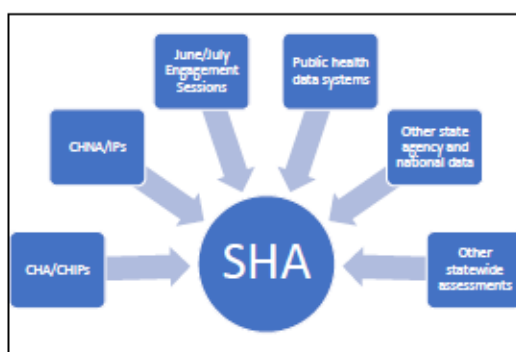 June/July
Engagement
Sessions
Public health
data systems
CHNA/IPs
Other state
agency and
national data
CHA/CHIPs
SHA
Other
statewide
assessments